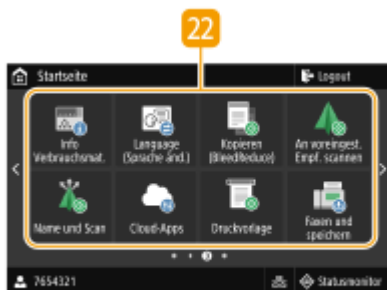 22
Startseite
Logout
Info
Verbrauchsmat.
Language
(Sprache änd.)
Kopieren
(BleedReduce)
An voreingest.
Empf. scannen
Name und Scan
Cloud-Apps
Druckvorlage
Faxen und
speichern
7654321
Statusmonitor